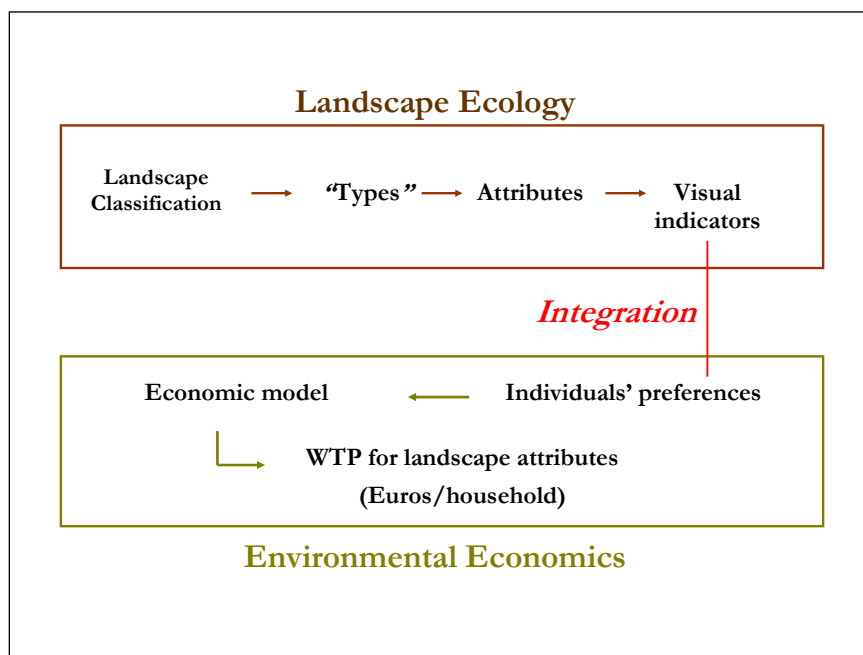 Landscape Ecology
Landscape
Classification
“Types”
Attributes
Visual
indicators
Integration
Economic model
Individuals’ preferences
WTP for landscape attributes
(Euros/household)
Environmental Economics